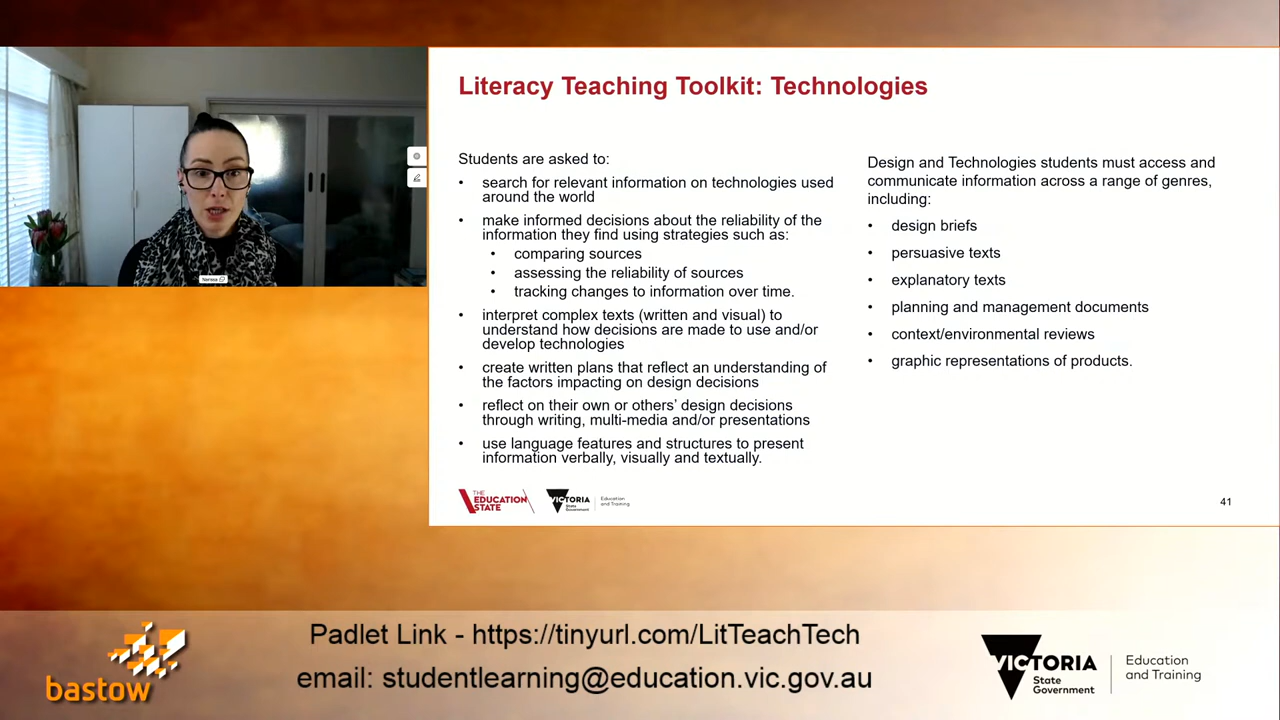 Literacy Teaching Toolkit: Technologies
Students are asked to:
• search for relevant information on technologies used
around the world
• make informed decisions about the reliability of the
information they find using strategies such as:
• comparing sources
• assessing the reliability of sources
• tracking changes to information over time.
• interpret complex texts (written and visual) to
understand how decisions are made to use and/or
develop technologies
• create written plans that reflect an understanding of
the factors impacting on design decisions
• reflect on their own or others’ design decisions
through writing, multi-media and/or presentations
• use language features and structures to present
information verbally, visually and textually.
Design and Technologies students must access and
communicate information across a range of genres,
including:
• design briefs
• persuasive texts
• explanatory texts
• planning and management documents
• context/environmental reviews
• graphic representations of products.
THE
EDUCATION
STATE
VICTORIA
State
Government
Education
and Training
41
Nerissa
bastow
Padlet Link - https://tinyurl.com/LitTeachTech
email: studentlearning@education.vic.gov.au
VICTORIA
State
Government
Education
and Training